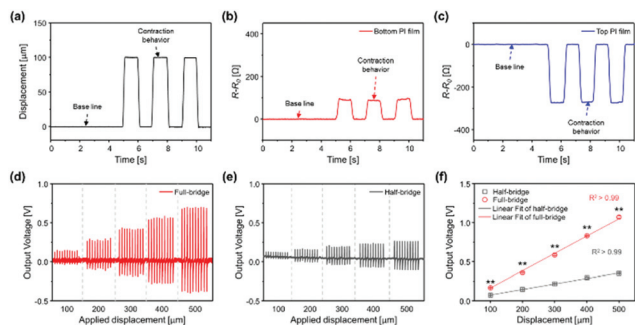 (a)
150
100
50
0
Displacement [µm]
Contraction behavior
Base line
0 2 4 6 8 10
Time [s]
(b)
400
200
0
R-R₀ [Ω]
Bottom PI film
Contraction behavior
Base line
0 2 4 6 8 10
Time [s]
(c)
0
-200
-400
R-R₀ [Ω]
Top PI film
Base line
Contraction behavior
0 2 4 6 8 10
Time [s]
(d)
1.0
0.5
0.0
-0.5
Output Voltage [V]
Full-bridge
100 200 300 400 500
Applied displacement [µm]
(e)
1.0
0.5
0.0
-0.5
Output Voltage [V]
Half-bridge
100 200 300 400 500
Applied displacement [µm]
(f)
1.5
1.0
0.5
0.0
Output Voltage [V]
Half-bridge
Full-bridge
Linear Fit of half-bridge
Linear Fit of full-bridge
R² > 0.99
R² > 0.99
** ** ** ** **
100 200 300 400 500
Displacement [µm]